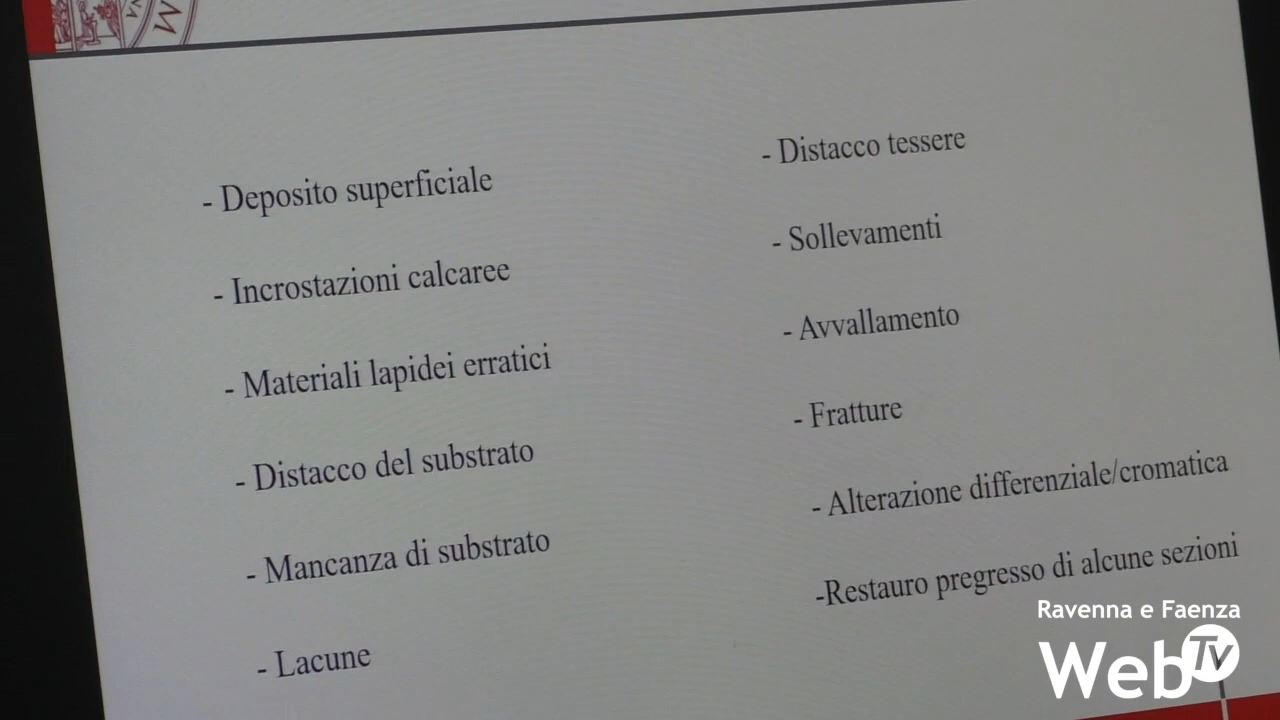 - Deposito superficiale
- Incrostazioni calcaree
- Materiali lapidei erratici
- Distacco del substrato
- Mancanza di substrato
- Lacune
- Distacco tessere
- Sollevamenti
- Avvallamento
- Fratture
- Alterazione differenziale/cromatica
-Restauro pregresso di alcune sezioni
Ravenna e Faenza
WebTv